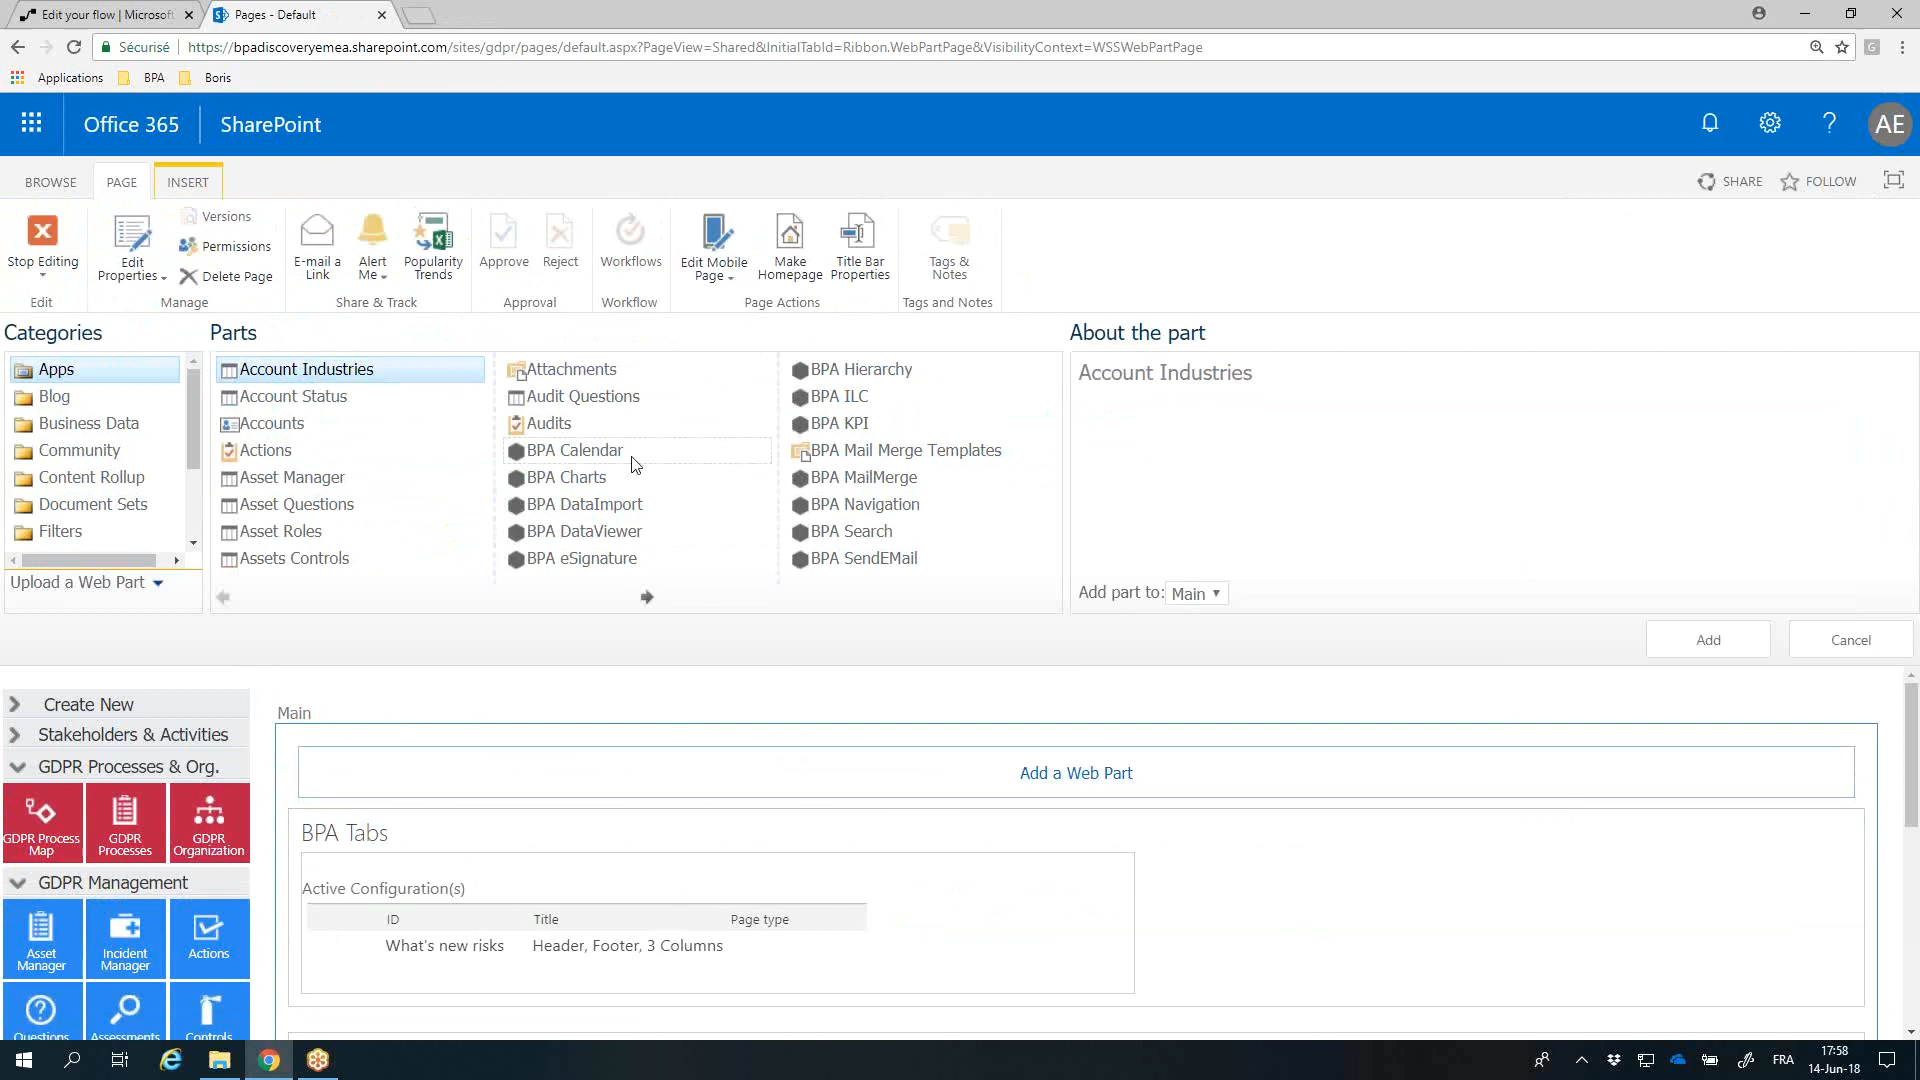 Edit your flow | Microsoft
Pages - Default
Sécurisé
https://bpadiscoveryemea.sharepoint.com/sites/gdpr/pages/default.aspx?PageView=Shared&InitialTabId=Ribbon.WebPartPage&VisibilityContext=WSSWebPartPage
Applications
BPA
Boris
Office 365
SharePoint
AE
BROWSE
PAGE
INSERT
SHARE
FOLLOW
Stop Editing
Edit
Edit Properties
Versions
Permissions
Delete Page
Manage
E-mail a Link
Alert Me
Popularity Trends
Share & Track
Approve
Reject
Approval
Workflows
Workflow
Edit Mobile Page
Make Homepage
Title Bar Properties
Page Actions
Tags & Notes
Tags and Notes
Categories
Apps
Blog
Business Data
Community
Content Rollup
Document Sets
Filters
Upload a Web Part
Parts
Account Industries
Account Status
Accounts
Actions
Asset Manager
Asset Questions
Asset Roles
Assets Controls
Attachments
Audit Questions
Audits
BPA Calendar
BPA Charts
BPA DataImport
BPA DataViewer
BPA eSignature
BPA Hierarchy
BPA ILC
BPA KPI
BPA Mail Merge Templates
BPA MailMerge
BPA Navigation
BPA Search
BPA SendEMail
About the part
Account Industries
Add part to: Main
Add
Cancel
Create New
Stakeholders & Activities
GDPR Processes & Org.
GDPR Process Map
GDPR Processes
GDPR Organization
GDPR Management
Asset Manager
Incident Manager
Actions
Questions
Assessments
Controls
Main
Add a Web Part
BPA Tabs
Active Configuration(s)
ID Title Page type
What's new risks Header, Footer, 3 Columns
FRA
17:58
14-Jun-18